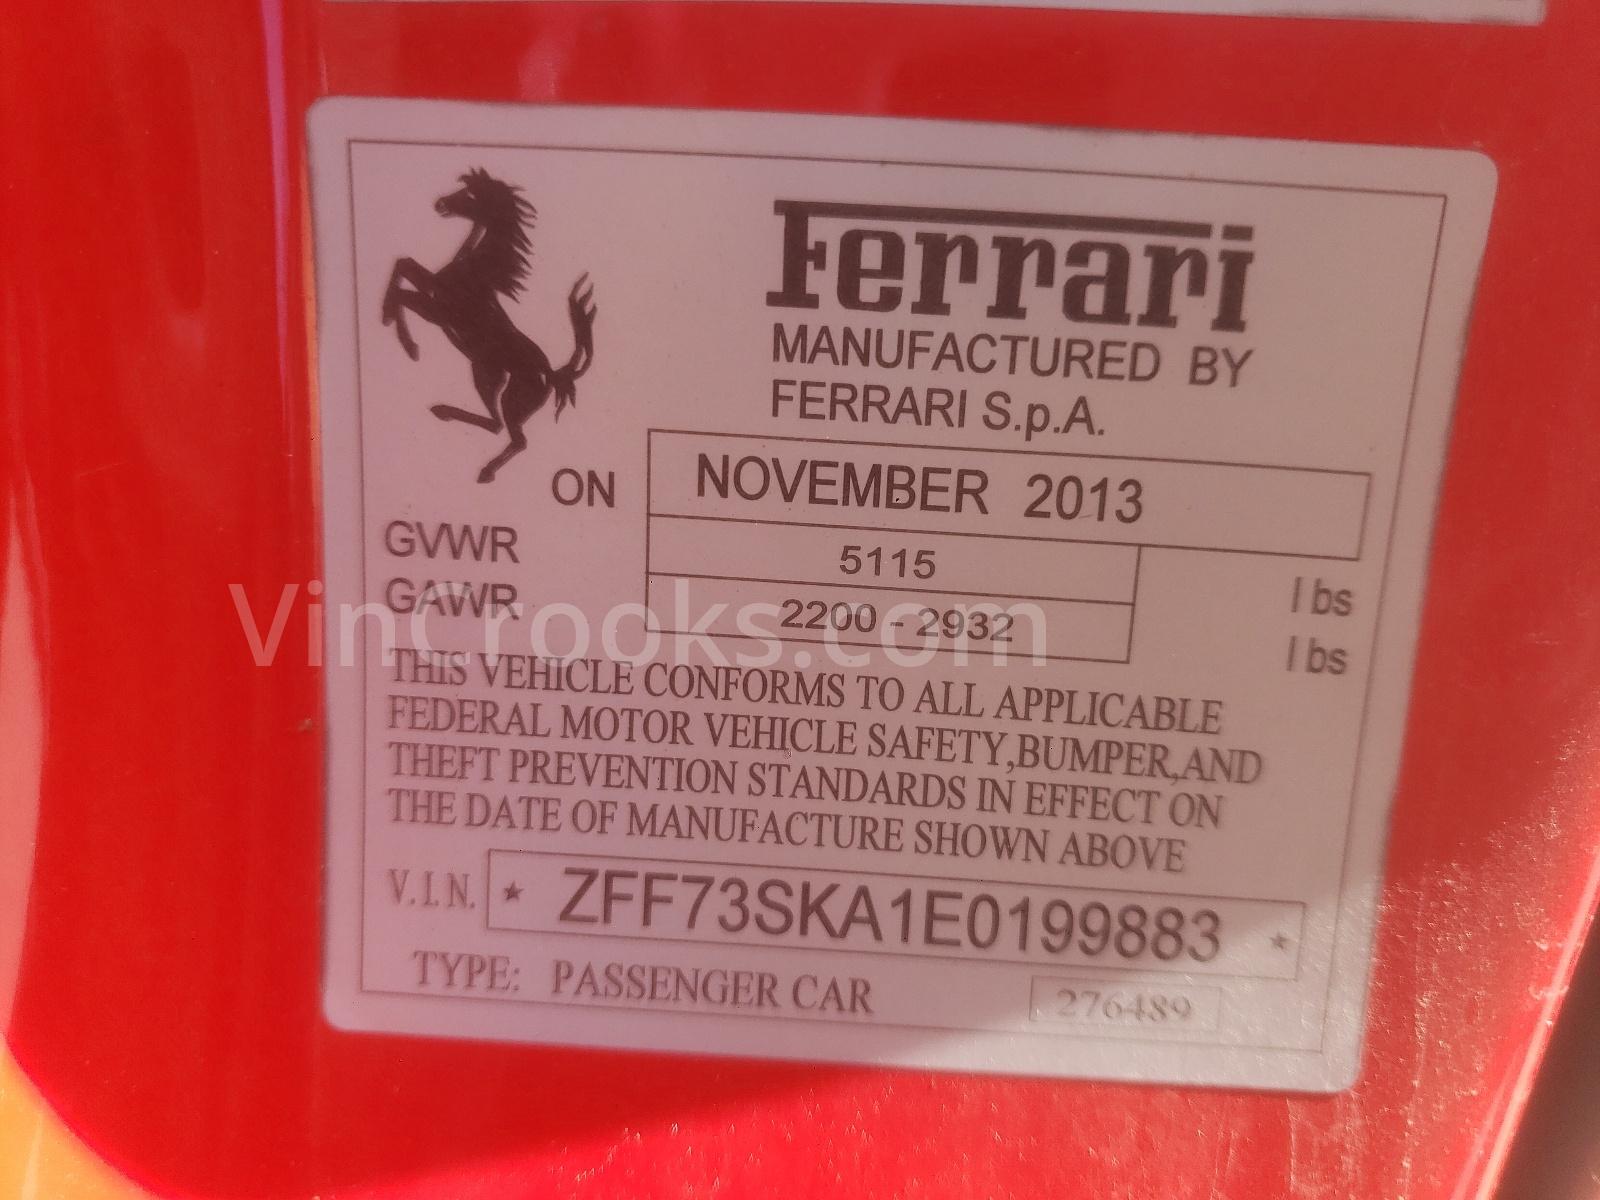 Ferrari
MANUFACTURED BY
FERRARI S.p.A.
ON NOVEMBER 2013
GVWR 5115 lbs
GAWR 2200 - 2932 lbs
VinCrooks.com
THIS VEHICLE CONFORMS TO ALL APPLICABLE
FEDERAL MOTOR VEHICLE SAFETY,BUMPER,AND
THEFT PREVENTION STANDARDS IN EFFECT ON
THE DATE OF MANUFACTURE SHOWN ABOVE
V.I.N. * ZFF73SKA1E0199883 *
TYPE: PASSENGER CAR 276489